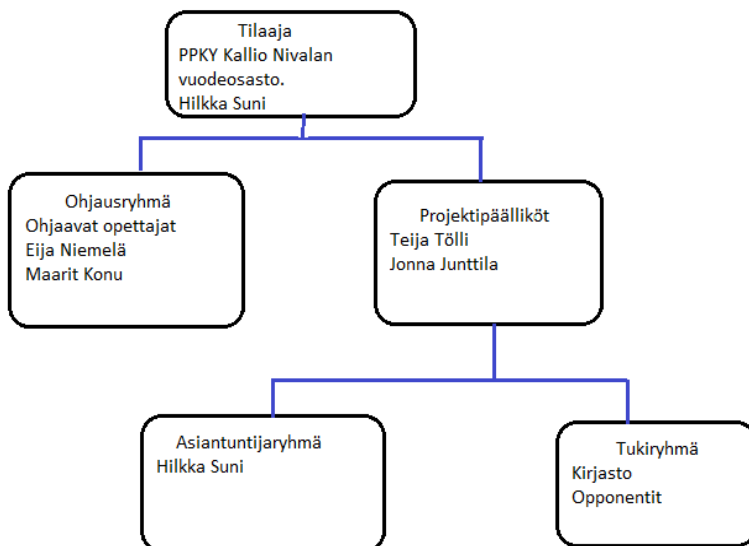 Tilaaja
PPKY Kallio Nivalan
vuodeosasto.
Hilkka Suni
Ohjausryhmä
Ohjaavat opettajat
Eija Niemelä
Maarit Konu
Projektipäälliköt
Teija Tölli
Jonna Junttila
Asiantuntijaryhmä
Hilkka Suni
Tukiryhmä
Kirjasto
Opponentit